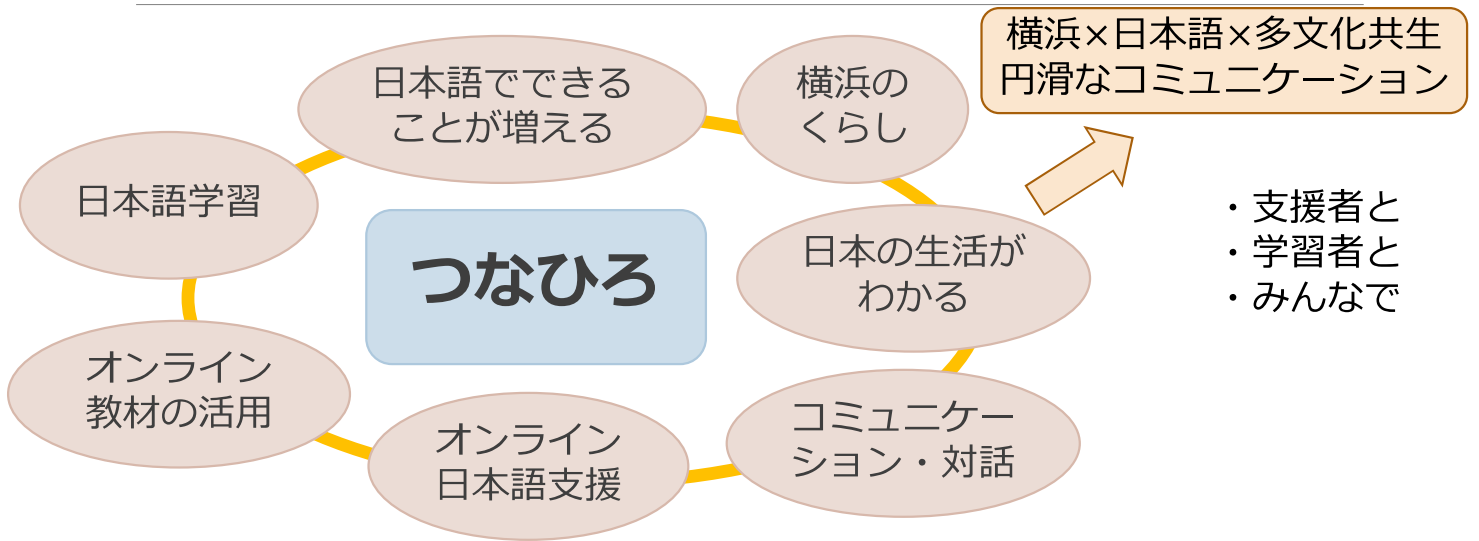 横浜×日本語×多文化共生
円滑なコミュニケーション
日本語でできる
ことが増える
横浜の
くらし
日本語学習
つなひろ
日本の生活が
わかる
・支援者と
・学習者と
・みんなで
オンライン
教材の活用
オンライン
日本語支援
コミュニケー
ション・対話